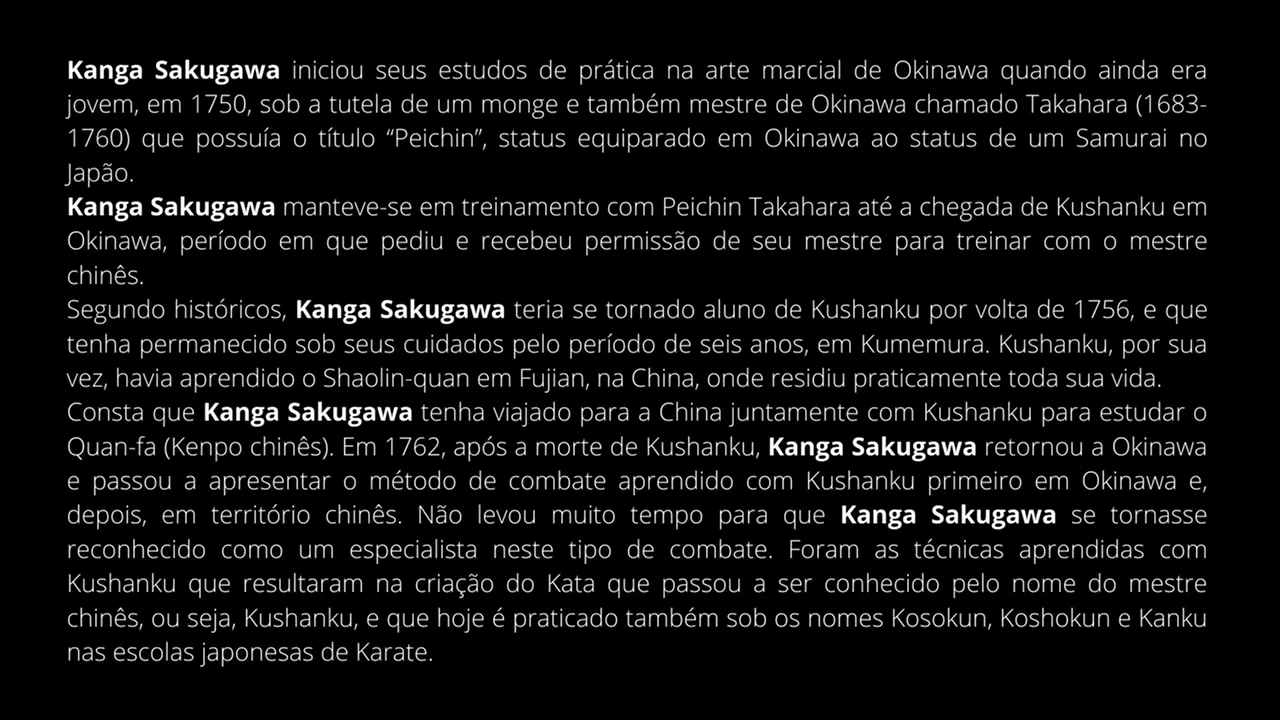 Kanga Sakugawa iniciou seus estudos de prática na arte marcial de Okinawa quando ainda era
jovem, em 1750, sob a tutela de um monge e também mestre de Okinawa chamado Takahara (1683-
1760) que possuía o título “Peichin”, status equiparado em Okinawa ao status de um Samurai no
Japão.
Kanga Sakugawa manteve-se em treinamento com Peichin Takahara até a chegada de Kushanku em
Okinawa, período em que pediu e recebeu permissão de seu mestre para treinar com o mestre
chinês.
Segundo históricos, Kanga Sakugawa teria se tornado aluno de Kushanku por volta de 1756, e que
tenha permanecido sob seus cuidados pelo período de seis anos, em Kumemura. Kushanku, por sua
vez, havia aprendido o Shaolin-quan em Fujian, na China, onde residiu praticamente toda sua vida.
Consta que Kanga Sakugawa tenha viajado para a China juntamente com Kushanku para estudar o
Quan-fa (Kenpo chinês). Em 1762, após a morte de Kushanku, Kanga Sakugawa retornou a Okinawa
e passou a apresentar o método de combate aprendido com Kushanku primeiro em Okinawa e,
depois, em território chinês. Não levou muito tempo para que Kanga Sakugawa se tornasse
reconhecido como um especialista neste tipo de combate. Foram as técnicas aprendidas com
Kushanku que resultaram na criação do Kata que passou a ser conhecido pelo nome do mestre
chinês, ou seja, Kushanku, e que hoje é praticado também sob os nomes Kosokun, Koshokun e Kanku
nas escolas japonesas de Karate.